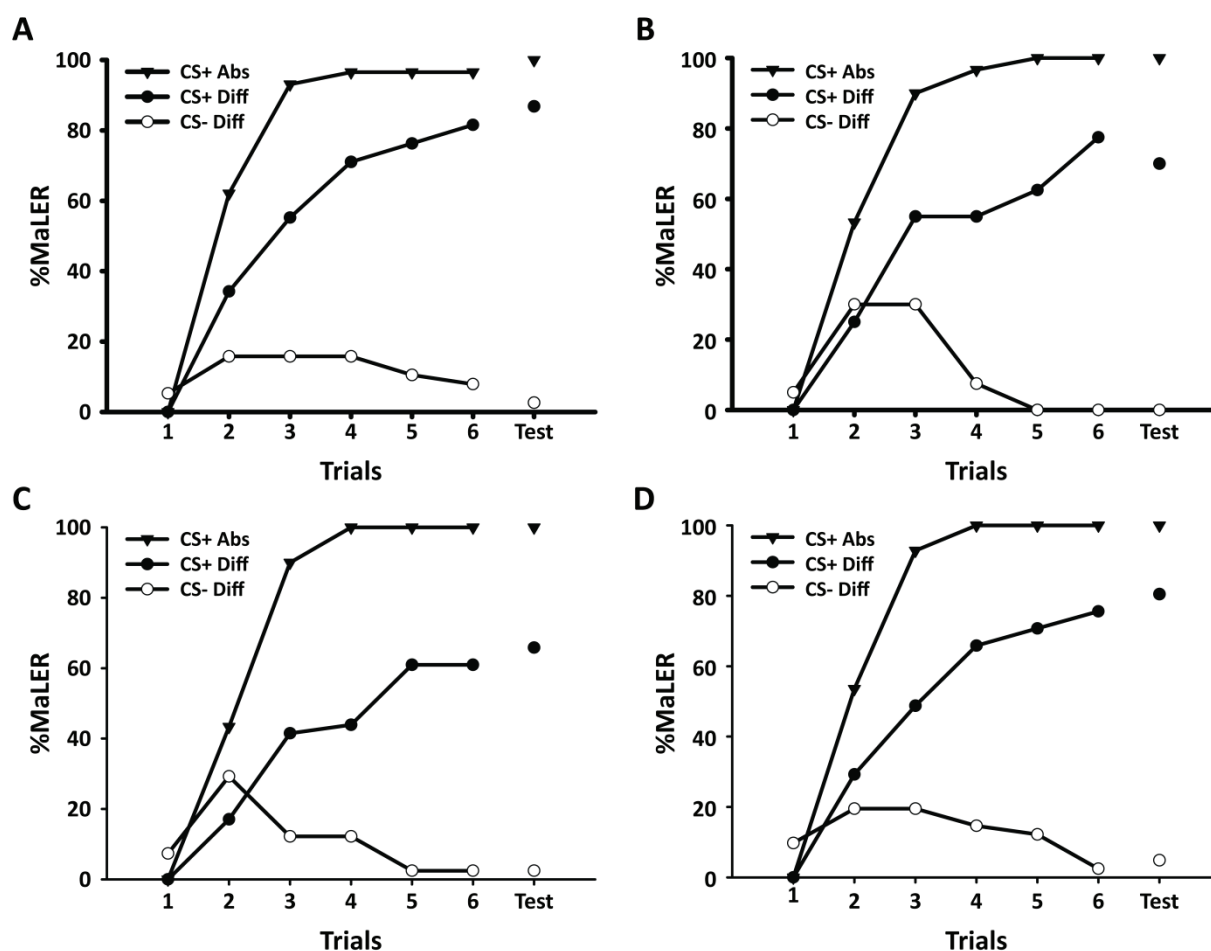 A
%MaLER
100
80
60
40
20
0
CS+ Abs
CS+ Diff
CS- Diff
1 2 3 4 5 6 Test
Trials
B
%MaLER
100
80
60
40
20
0
CS+ Abs
CS+ Diff
CS- Diff
1 2 3 4 5 6 Test
Trials
C
%MaLER
100
80
60
40
20
0
CS+ Abs
CS+ Diff
CS- Diff
1 2 3 4 5 6 Test
Trials
D
%MaLER
100
80
60
40
20
0
CS+ Abs
CS+ Diff
CS- Diff
1 2 3 4 5 6 Test
Trials